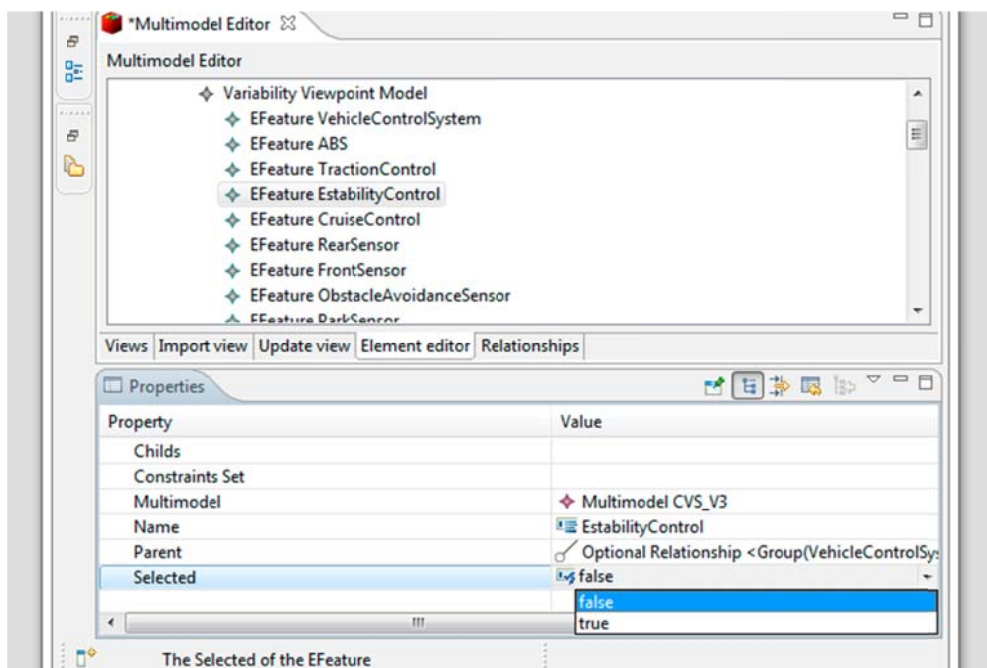 *Multimodel Editor
Multimodel Editor
Variability Viewpoint Model
EFeature VehicleControlSystem
EFeature ABS
EFeature TractionControl
EFeature EstabilityControl
EFeature CruiseControl
EFeature RearSensor
EFeature FrontSensor
EFeature ObstacleAvoidanceSensor
EFeature ParkSensor
Views Import view Update view Element editor Relationships
Properties
Property Value
Childs
Constraints Set
Multimodel Multimodel CVS_V3
Name EstabilityControl
Parent Optional Relationship <Group(VehicleControlSy
Selected false
false
true
The Selected of the EFeature